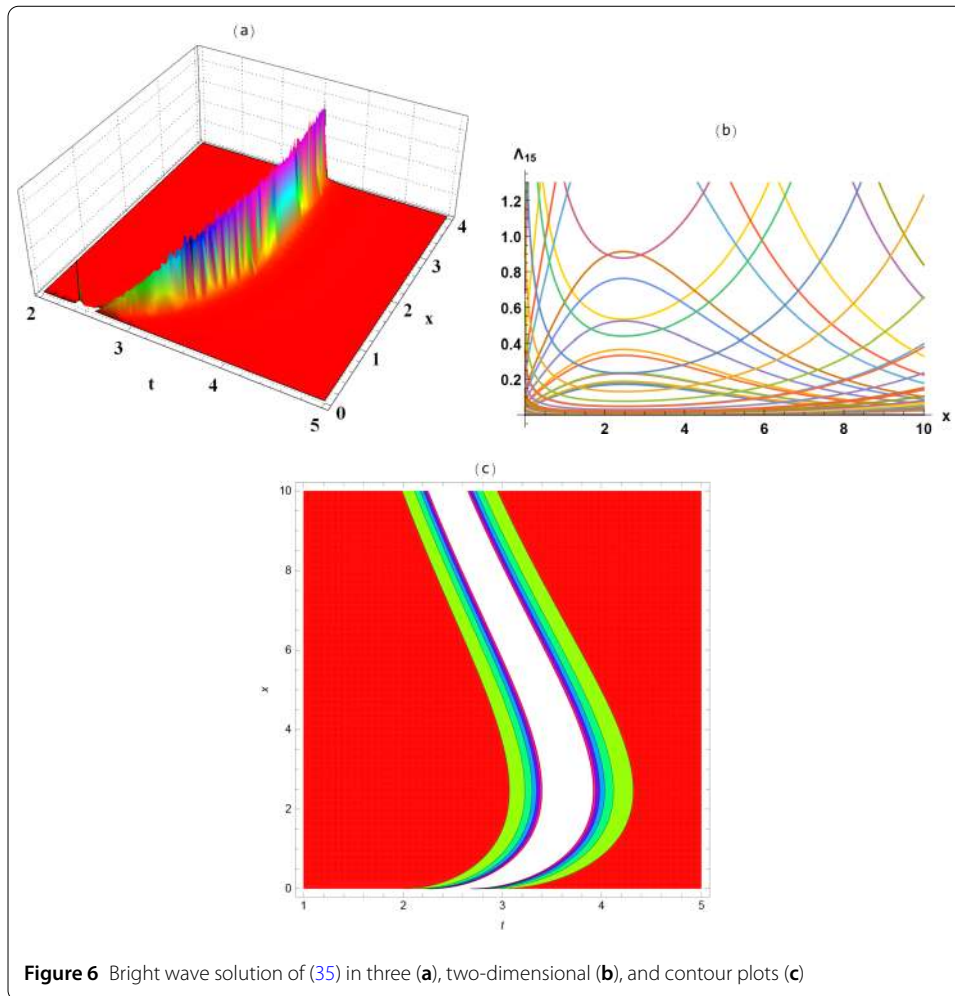 (a)
2
3
4
5
t
0
1
2
3
4
x
(b)
Λ₁₅
1.2
1.0
0.8
0.6
0.4
0.2
2 4 6 8 10 x
(c)
10
8
6
4
2
0
x
1 2 3 4 5
t
Figure 6 Bright wave solution of (35) in three (a), two-dimensional (b), and contour plots (c)